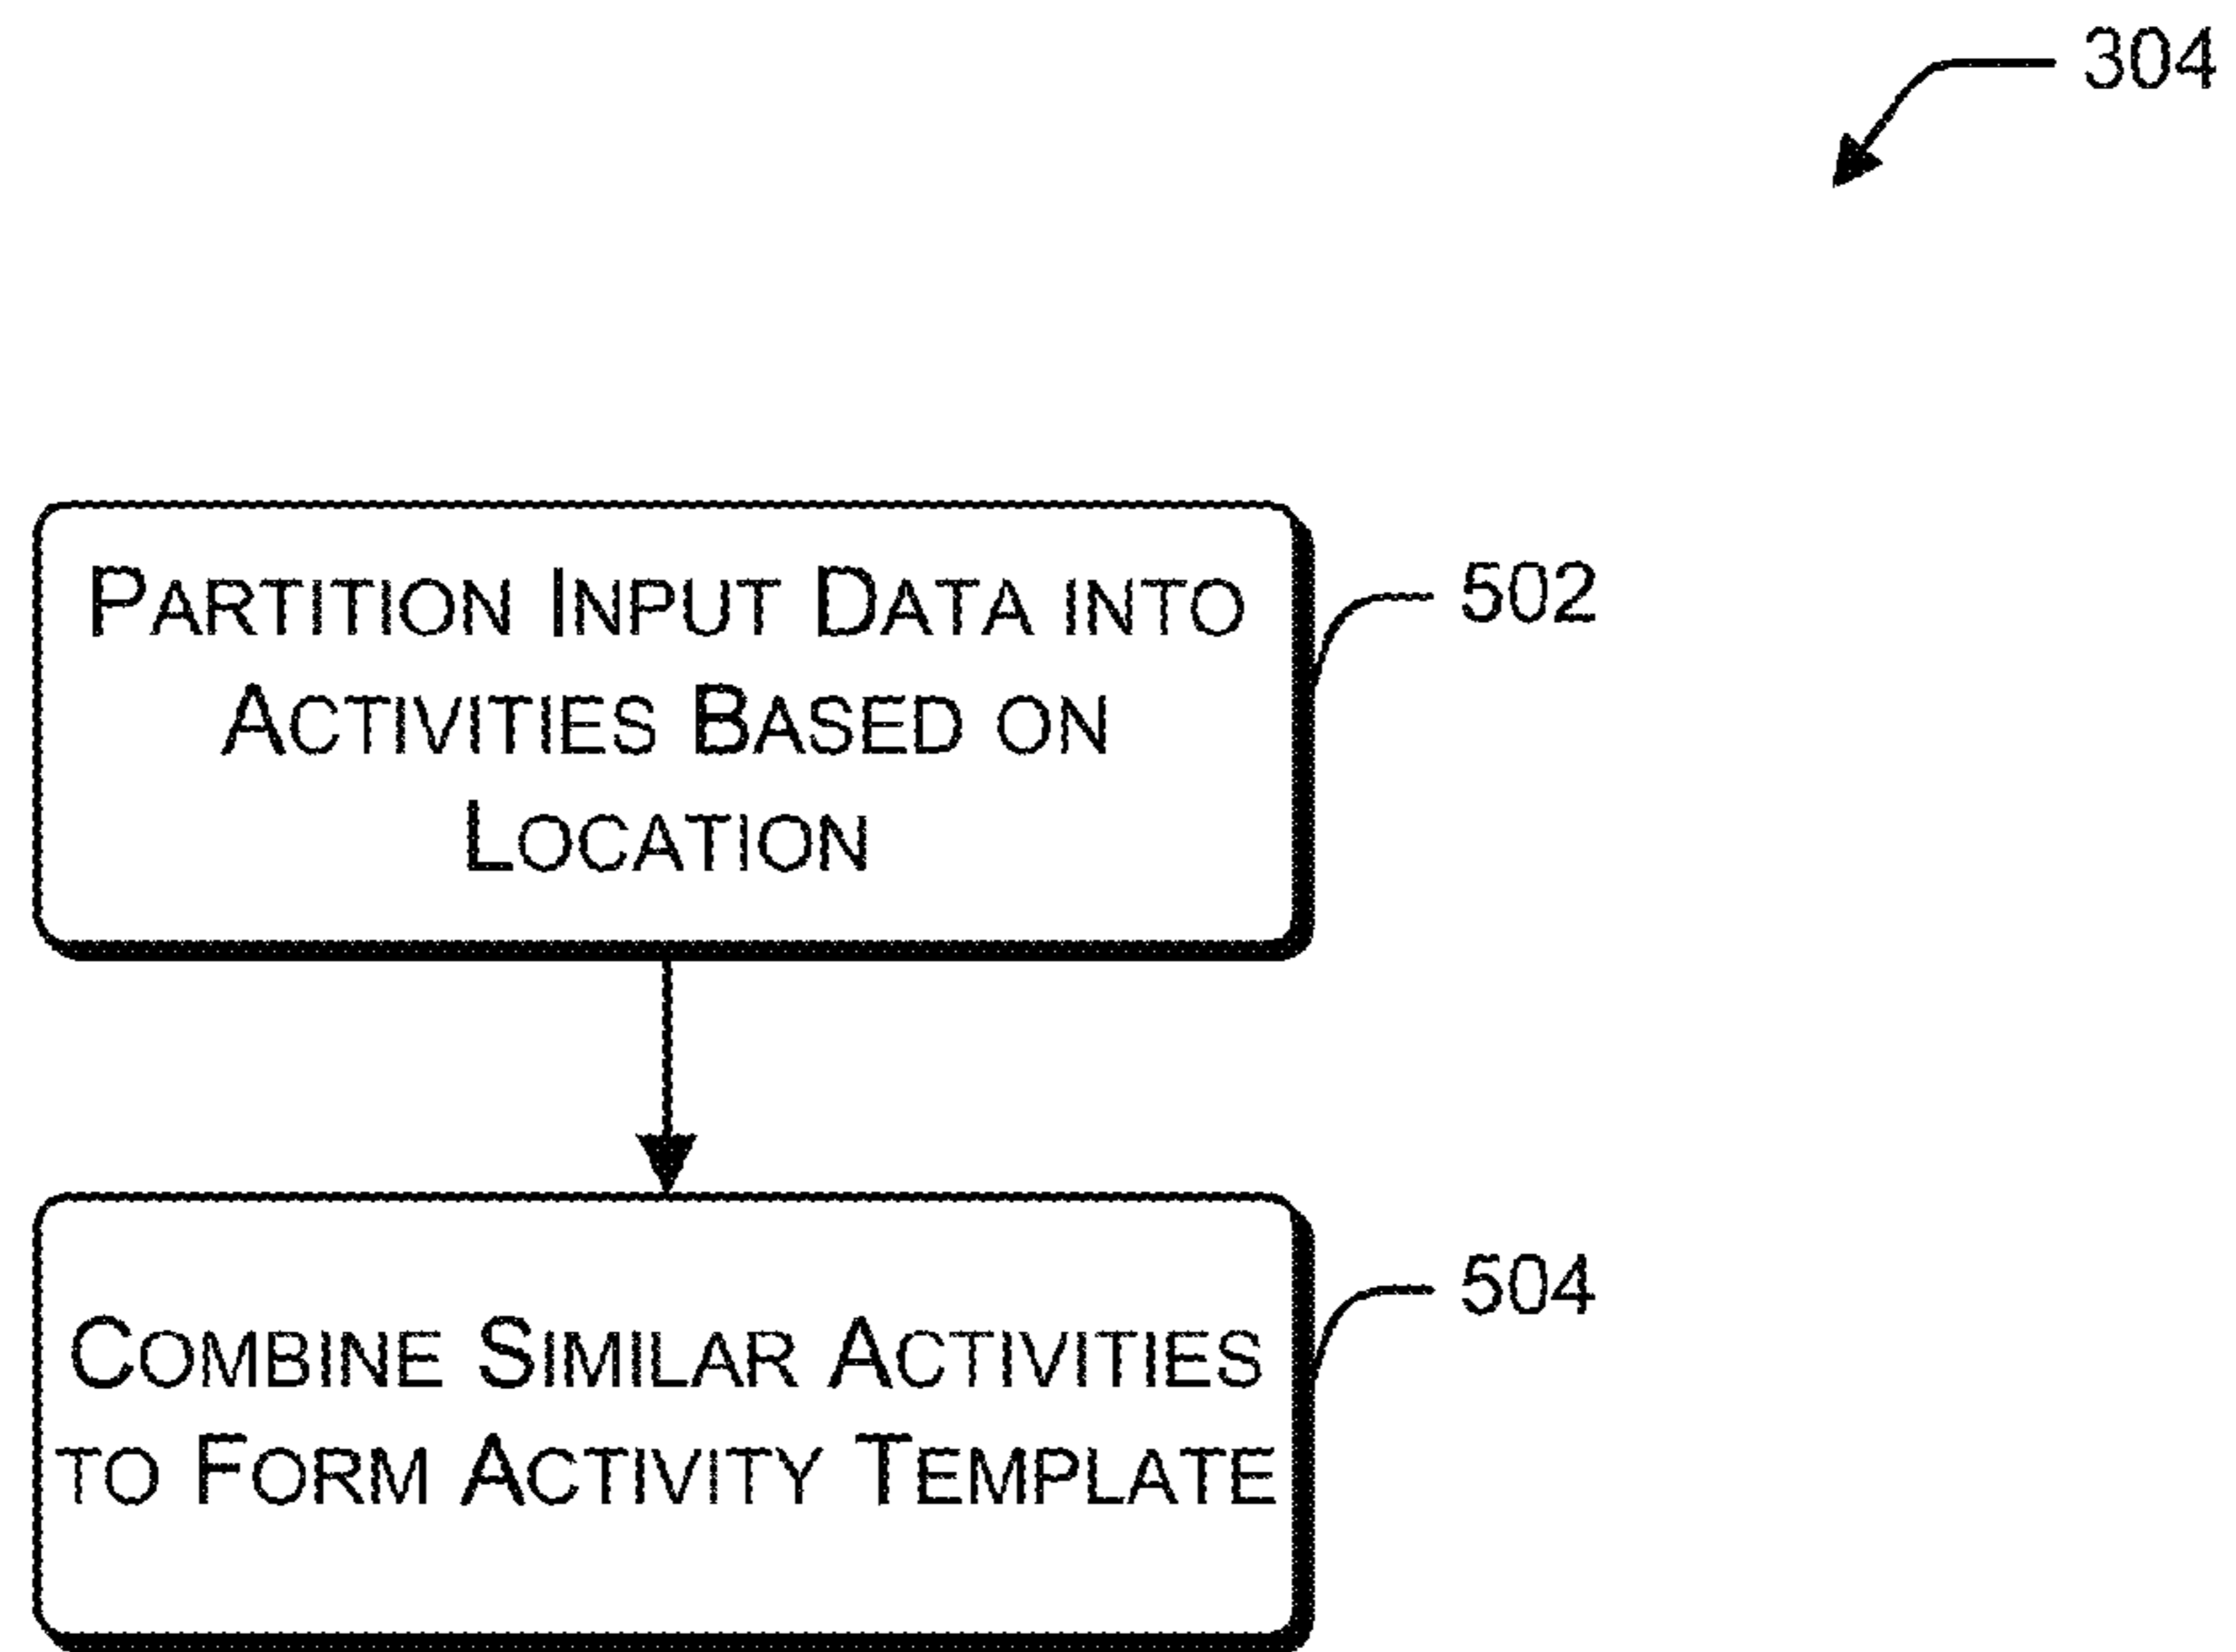 304
PARTITION INPUT DATA INTO
502
ACTIVITIES BASED ON
LOCATION
COMBINE SIMILAR ACTIVITIES
504
TO FORM ACTIVITY TEMPLATE